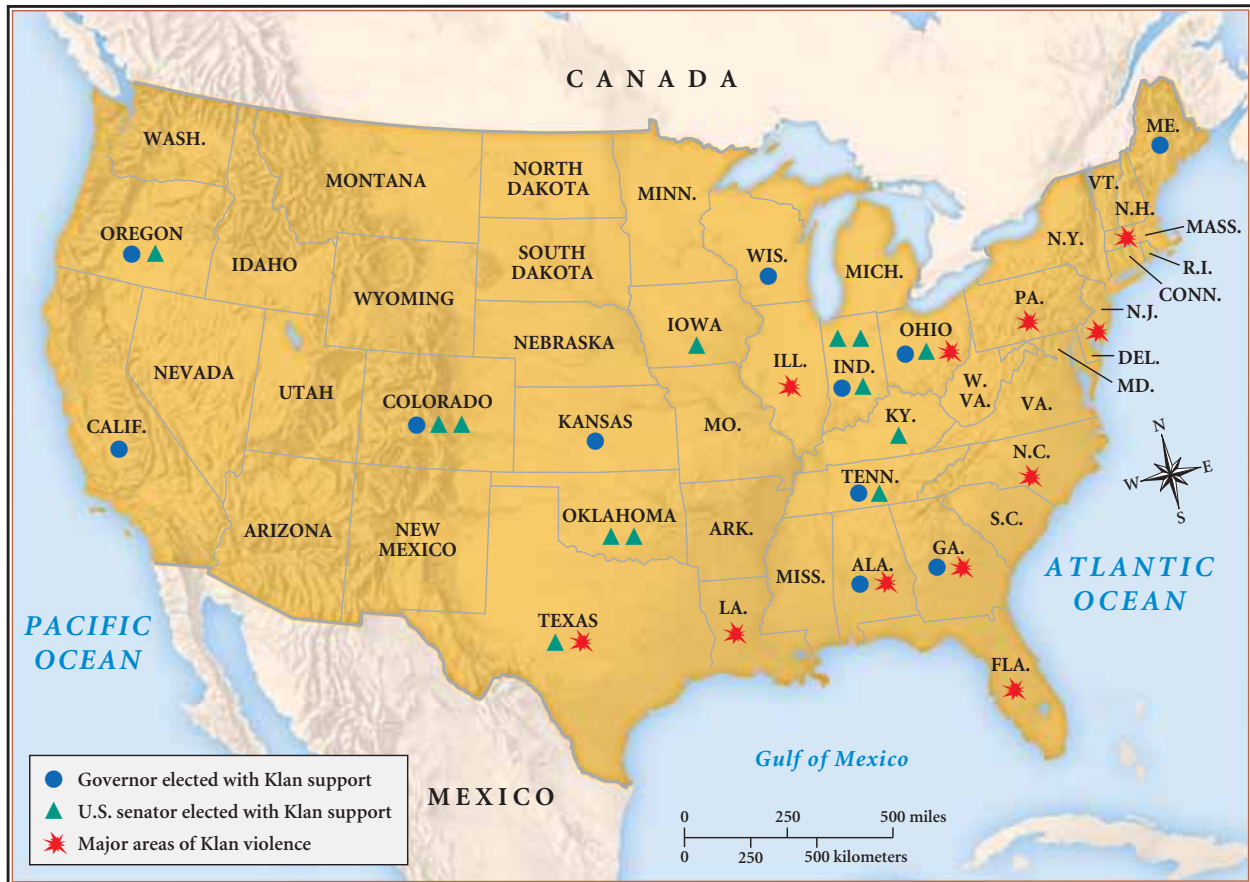 CANADA
WASH.
MONTANA
NORTH
DAKOTA
MINN.
ME.
VT.
N.H.
MASS.
N.Y.
R.I.
CONN.
OREGON
IDAHO
SOUTH
DAKOTA
WIS.
MICH.
WYOMING
PA.
N.J.
IOWA
OHIO
NEBRASKA
DEL.
NEVADA
ILL.
IND.
MD.
UTAH
W.
VA.
VA.
COLORADO
KY.
CALIF.
KANSAS
MO.
N.C.
TENN.
N
W
E
S
OKLAHOMA
ARIZONA
NEW
MEXICO
ARK.
S.C.
GA.
ALA.
MISS.
ATLANTIC
OCEAN
LA.
TEXAS
PACIFIC
OCEAN
FLA.
Gulf of Mexico
MEXICO
Governor elected with Klan support
U.S. senator elected with Klan support
Major areas of Klan violence
0 250 500 miles
0 250 500 kilometers